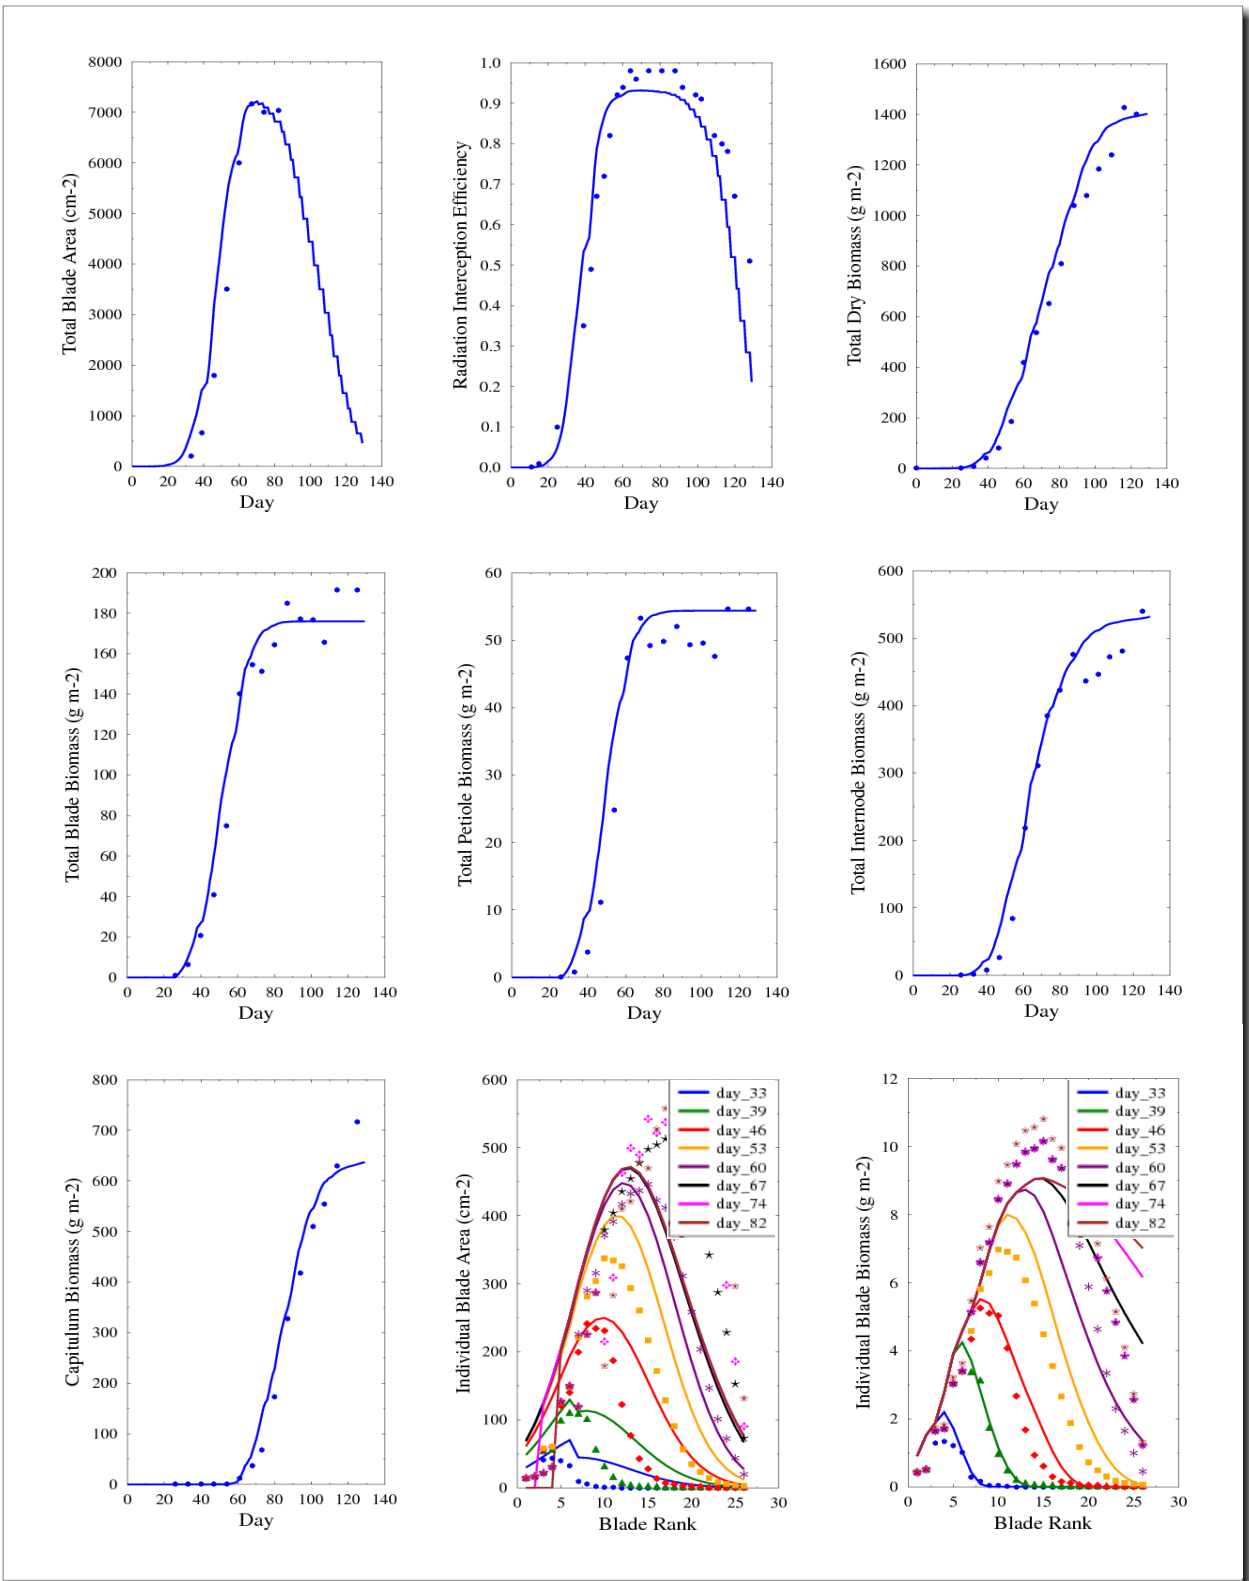 Total Blade Area (cm-2)
8000
7000
6000
5000
4000
3000
2000
1000
0
0 20 40 60 80 100 120 140
Day
Radiation Interception Efficiency
1.0
0.9
0.8
0.7
0.6
0.5
0.4
0.3
0.2
0.1
0.0
0 20 40 60 80 100 120 140
Day
Total Dry Biomass (g m-2)
1600
1400
1200
1000
800
600
400
200
0
0 20 40 60 80 100 120 140
Day
Total Blade Biomass (g m-2)
200
180
160
140
120
100
80
60
40
20
0
0 20 40 60 80 100 120 140
Day
Total Petiole Biomass (g m-2)
60
50
40
30
20
10
0
0 20 40 60 80 100 120 140
Day
Total Internode Biomass (g m-2)
600
500
400
300
200
100
0
0 20 40 60 80 100 120 140
Day
Capitulum Biomass (g m-2)
800
700
600
500
400
300
200
100
0
0 20 40 60 80 100 120 140
Day
Individual Blade Area (cm-2)
600
500
400
300
200
100
0
0 5 10 15 20 25 30
Blade Rank
day_33
day_39
day_46
day_53
day_60
day_67
day_74
day_82
Individual Blade Biomass (g m-2)
12
10
8
6
4
2
0
0 5 10 15 20 25 30
Blade Rank
day_33
day_39
day_46
day_53
day_60
day_67
day_74
day_82